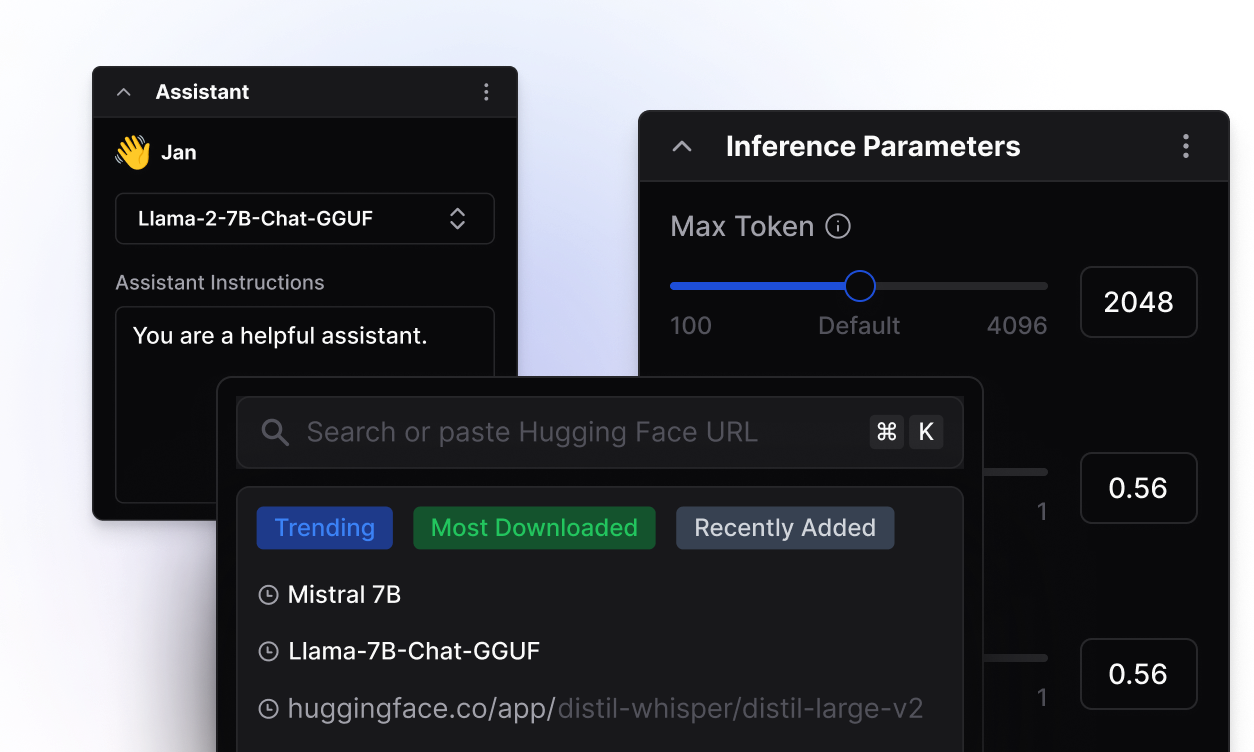 Assistant
Jan
Llama-2-7B-Chat-GGUF
Assistant Instructions
You are a helpful assistant.
Inference Parameters
Max Token
2048
100 Default 4096
0.56
1
0.56
1
Search or paste Hugging Face URL ⌘ K
Trending Most Downloaded Recently Added
Mistral 7B
Llama-7B-Chat-GGUF
huggingface.co/app/distil-whisper/distil-large-v2